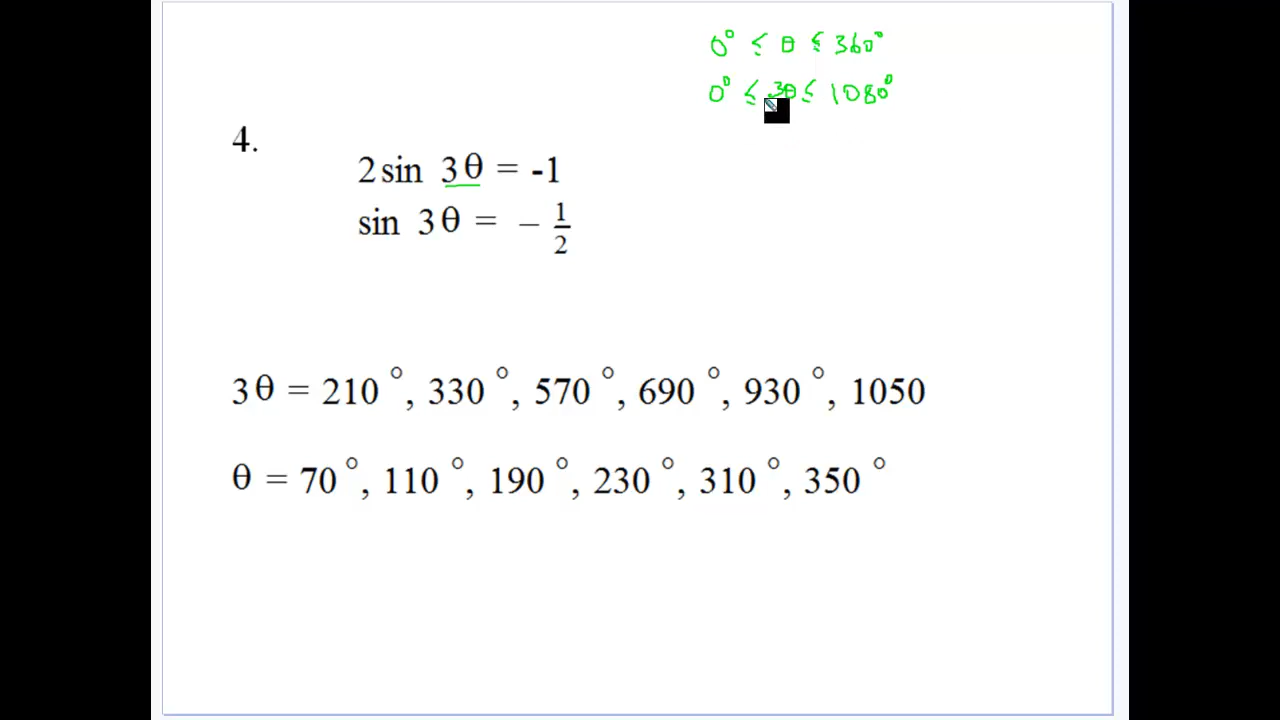 0° ≤ θ ≤ 360°
0° ≤ 3θ ≤ 1080°
4.
2 sin 3θ = -1
sin 3θ = – 1/2
3θ = 210°, 330°, 570°, 690°, 930°, 1050
θ = 70°, 110°, 190°, 230°, 310°, 350°